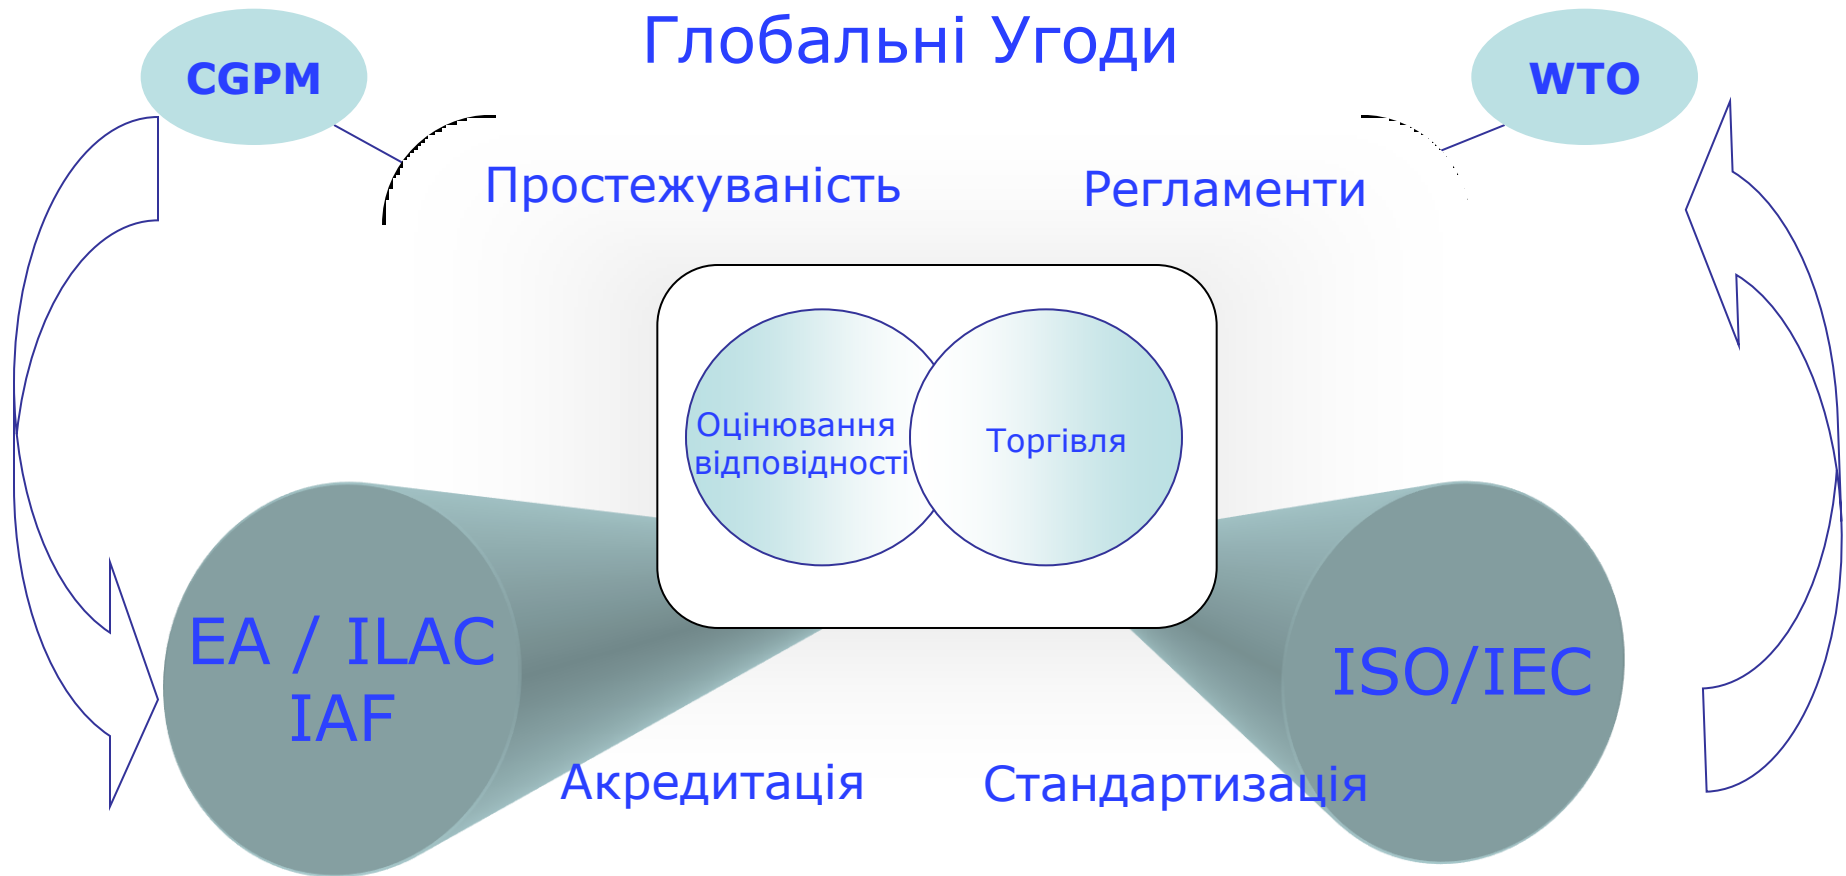 Глобальні Угоди
CGPM
WTO
Простежуваність
Регламенти
Оцінювання
відповідності
Торгівля
EA / ILAC
IAF
ISO/IEC
Акредитація
Стандартизація